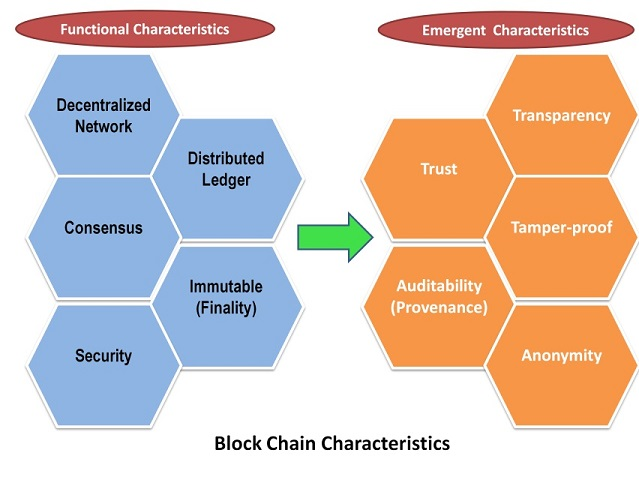 Functional Characteristics
Emergent Characteristics
Decentralized
Network
Distributed
Ledger
Consensus
Immutable
(Finality)
Security
Transparency
Trust
Tamper-proof
Auditability
(Provenance)
Anonymity
Block Chain Characteristics